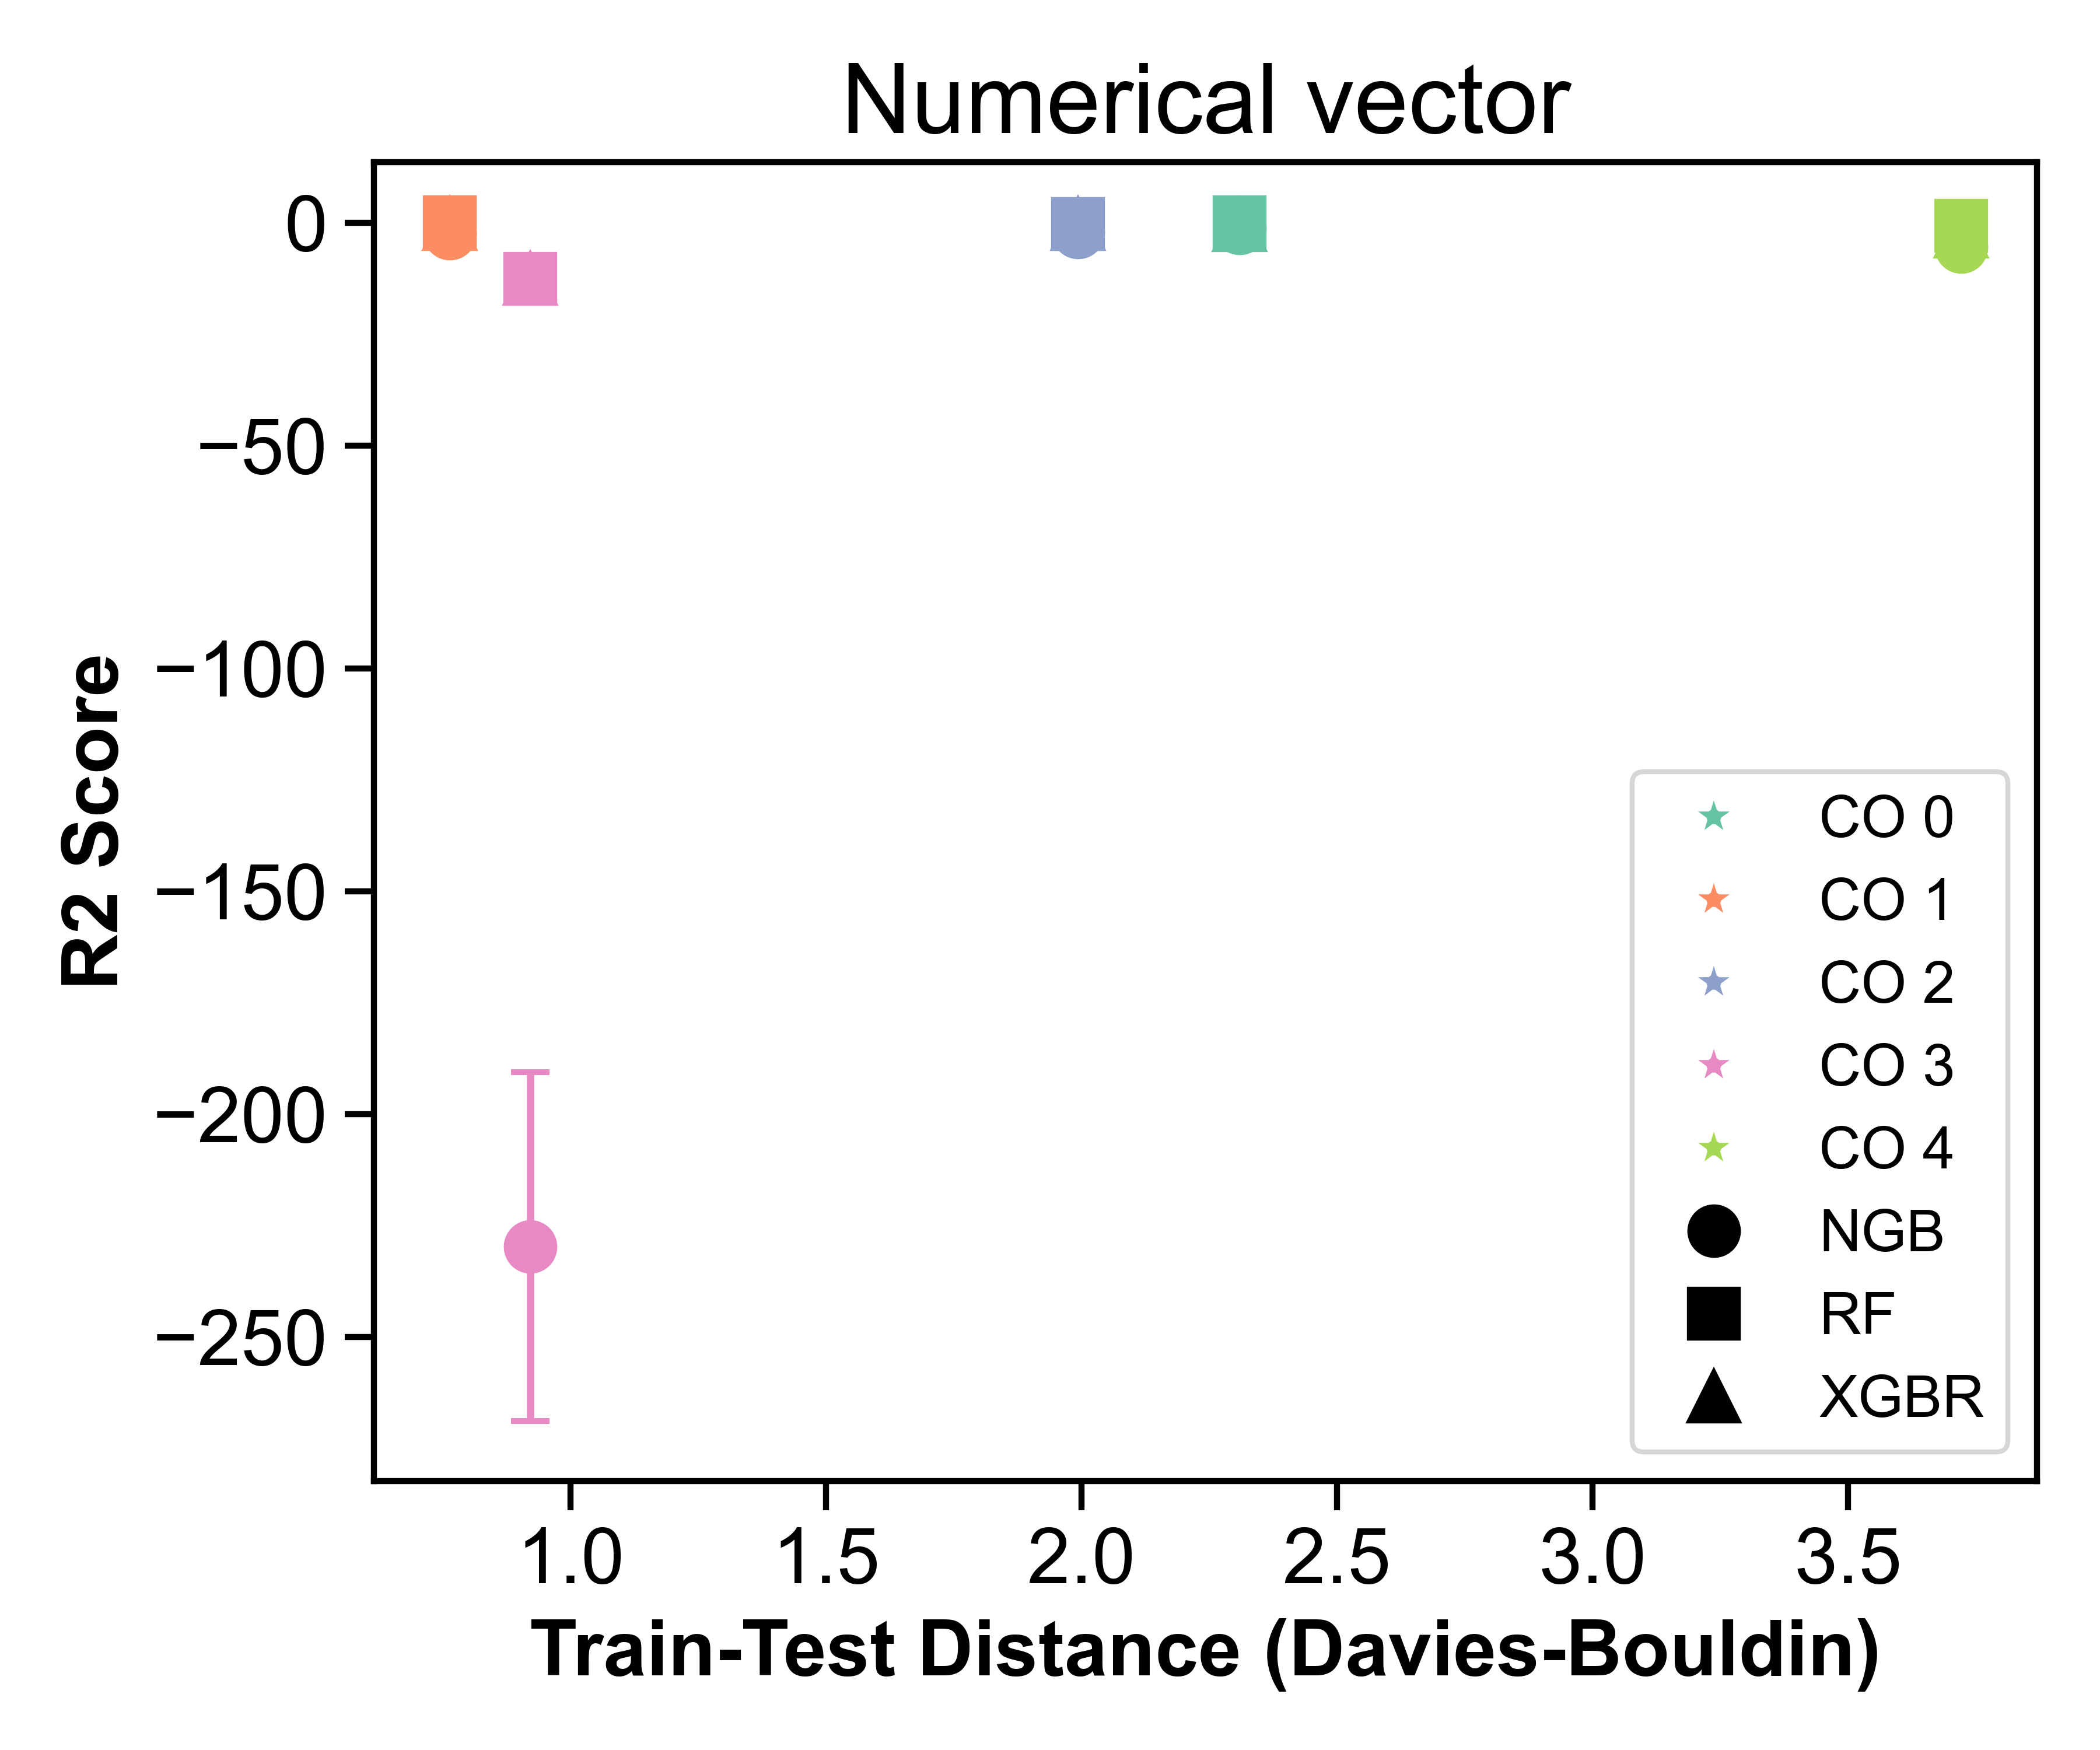 Numerical vector
0
−50
−100
−150
−200
−250
R2 Score
1.0 1.5 2.0 2.5 3.0 3.5
Train-Test Distance (Davies-Bouldin)
CO 0
CO 1
CO 2
CO 3
CO 4
NGB
RF
XGBR